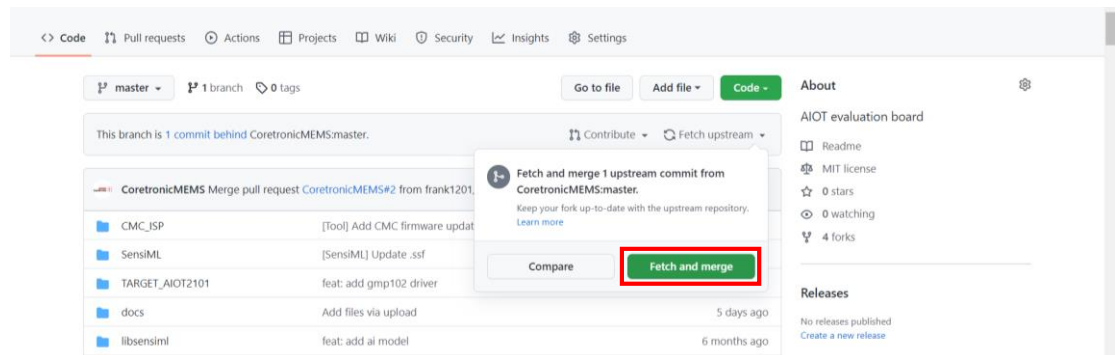 <> Code Pull requests Actions Projects Wiki Security Insights Settings
master 1 branch 0 tags Go to file Add file Code
This branch is 1 commit behind CoretronicMEMS:master. Contribute Fetch upstream
Fetch and merge 1 upstream commit from
CoretronicMEMS:master.
Keep your fork up-to-date with the upstream repository.
Learn more
Compare Fetch and merge
CoretronicMEMS Merge pull request CoretronicMEMS#2 from frank1201,
CMC_ISP [Tool] Add CMC firmware updat
SensiML [SensiML] Update .ssf
TARGET_AIOT2101 feat: add gmp102 driver
docs Add files via upload 5 days ago
libsensiml feat: add ai model 6 months ago
About
AIOT evaluation board
Readme
MIT license
0 stars
0 watching
4 forks
Releases
No releases published
Create a new release